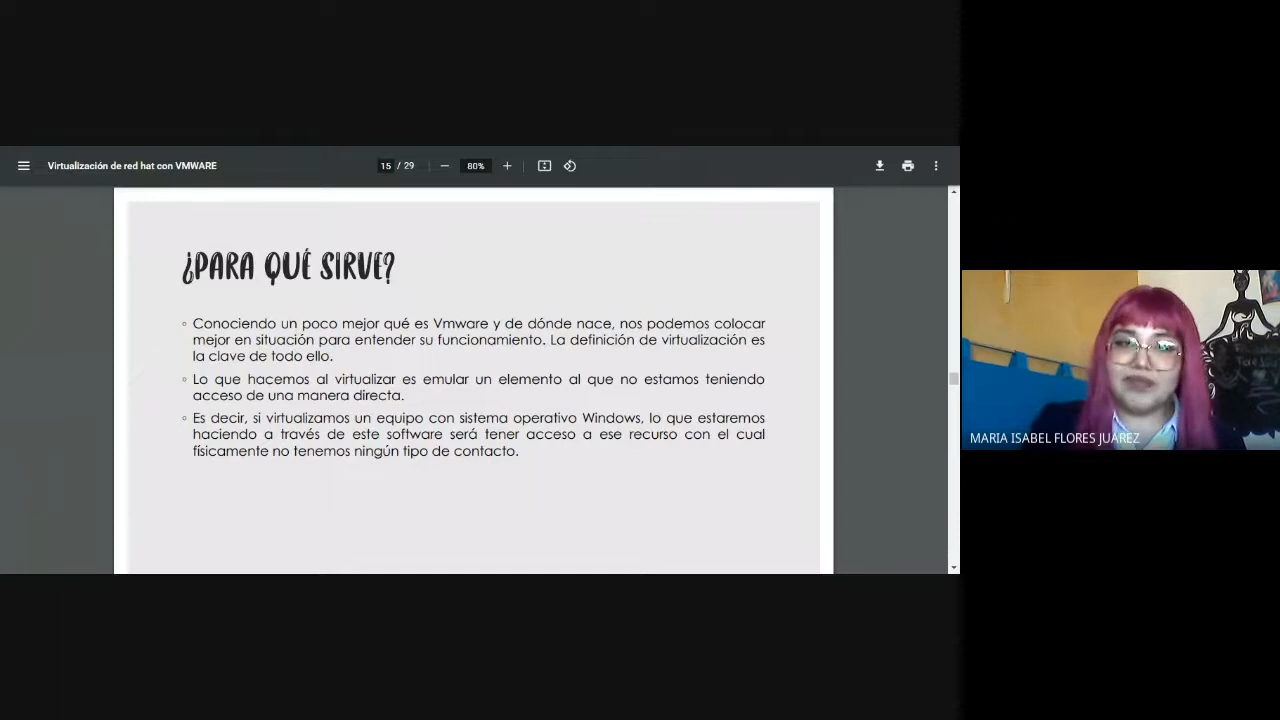 Virtualización de red hat con VMWARE
15 / 29
80%
¿PARA QUÉ SIRVE?
Conociendo un poco mejor qué es Vmware y de dónde nace, nos podemos colocar
mejor en situación para entender su funcionamiento. La definición de virtualización es
la clave de todo ello.
Lo que hacemos al virtualizar es emular un elemento al que no estamos teniendo
acceso de una manera directa.
Es decir, si virtualizamos un equipo con sistema operativo Windows, lo que estaremos
haciendo a través de este software será tener acceso a ese recurso con el cual
físicamente no tenemos ningún tipo de contacto.
MARIA ISABEL FLORES JUAREZ